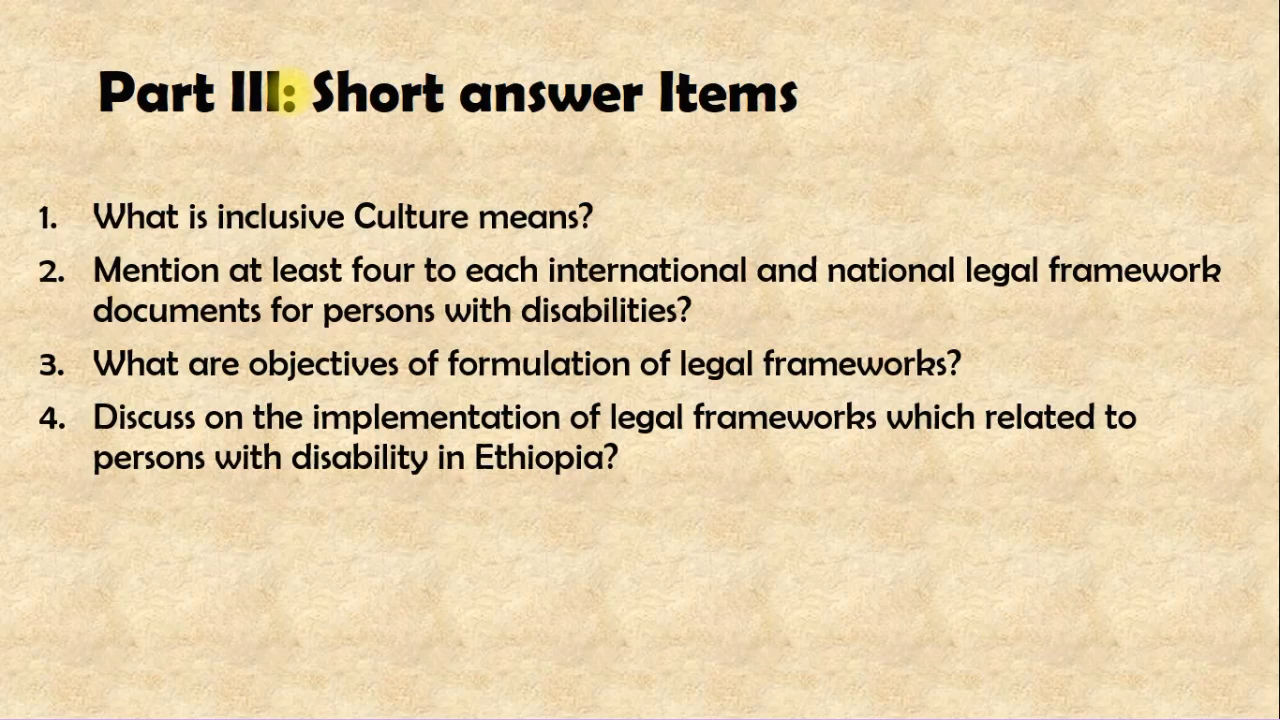 Part III: Short answer Items
1. What is inclusive Culture means?
2. Mention at least four to each international and national legal framework
documents for persons with disabilities?
3. What are objectives of formulation of legal frameworks?
4. Discuss on the implementation of legal frameworks which related to
persons with disability in Ethiopia?